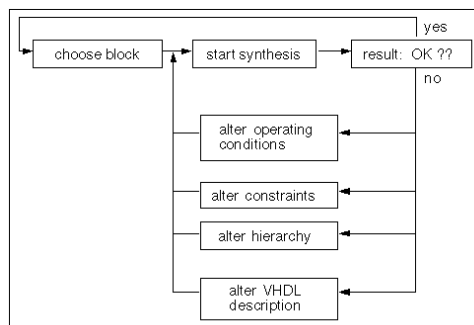 yes
choose block
start synthesis
result: OK ??
no
alter operating
conditions
alter constraints
alter hierarchy
alter VHDL
description